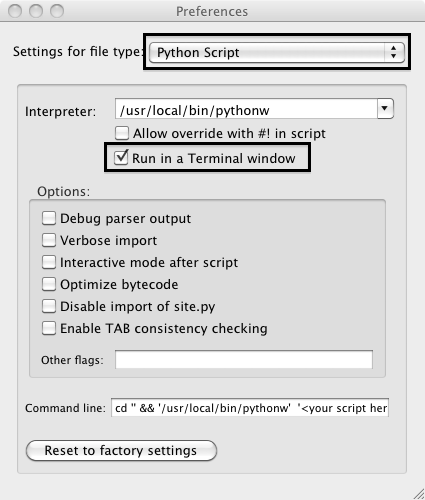 Preferences
Settings for file type: Python Script
Interpreter: /usr/local/bin/pythonw
Allow override with #! in script
Run in a Terminal window
Options:
Debug parser output
Verbose import
Interactive mode after script
Optimize bytecode
Disable import of site.py
Enable TAB consistency checking
Other flags:
Command line: cd '' && '/usr/local/bin/pythonw' '<your script her
Reset to factory settings